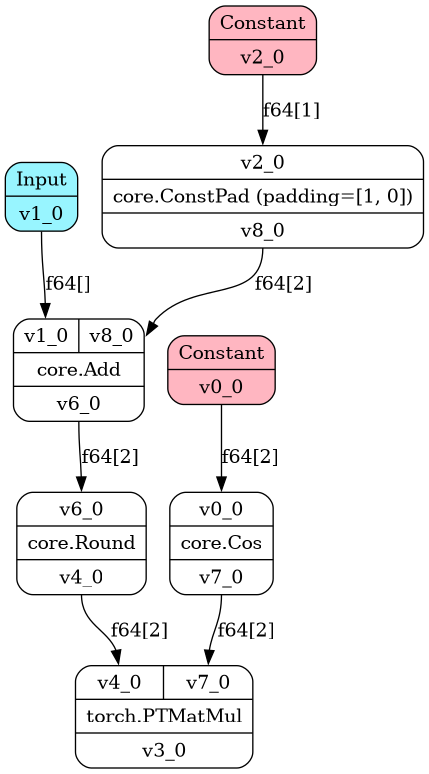 Constant
v2_0
f64[1]
v2_0
core.ConstPad (padding=[1, 0])
v8_0
Input
v1_0
f64[]
f64[2]
v1_0 v8_0
core.Add
v6_0
Constant
v0_0
f64[2]
f64[2]
v6_0
core.Round
v4_0
v0_0
core.Cos
v7_0
f64[2]
f64[2]
v4_0 v7_0
torch.PTMatMul
v3_0